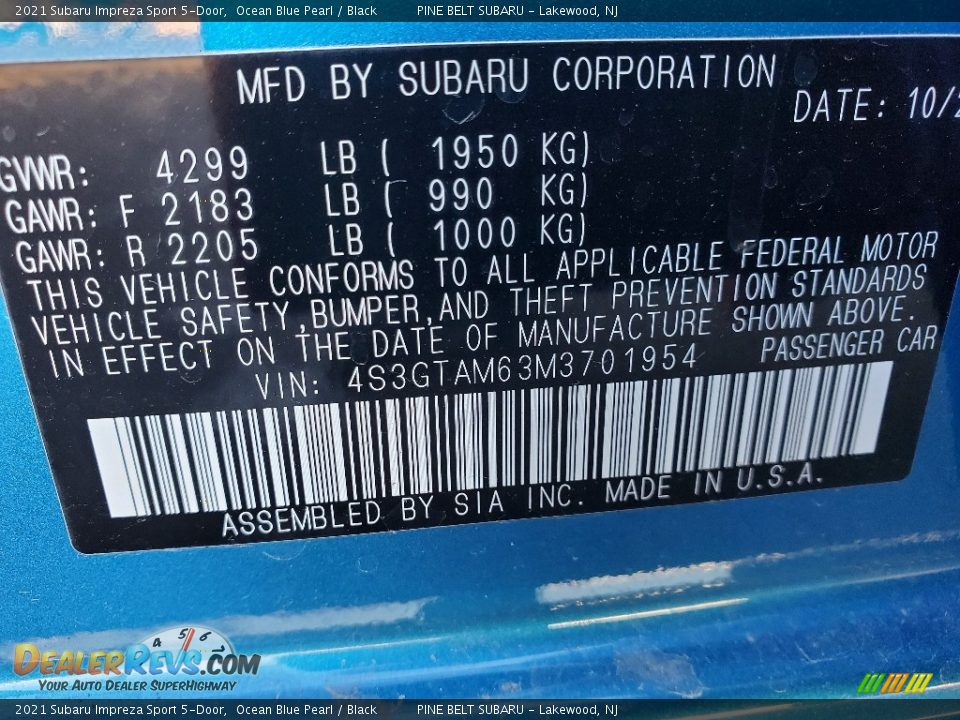 2021 Subaru Impreza Sport 5-Door, Ocean Blue Pearl / Black PINE BELT SUBARU - Lakewood, NJ
MFD BY SUBARU CORPORATION
DATE: 10/2
GVWR: 4299 LB ( 1950 KG)
GAWR: F 2183 LB ( 990 KG)
GAWR: R 2205 LB ( 1000 KG)
THIS VEHICLE CONFORMS TO ALL APPLICABLE FEDERAL MOTOR
VEHICLE SAFETY,BUMPER,AND THEFT PREVENTION STANDARDS
IN EFFECT ON THE DATE OF MANUFACTURE SHOWN ABOVE.
VIN: 4S3GTAM63M3701954 PASSENGER CAR
ASSEMBLED BY SIA INC. MADE IN U.S.A.
4 5 6
DEALERREVS.COM
YOUR AUTO DEALER SUPERHIGHWAY
2021 Subaru Impreza Sport 5-Door, Ocean Blue Pearl / Black PINE BELT SUBARU - Lakewood, NJ